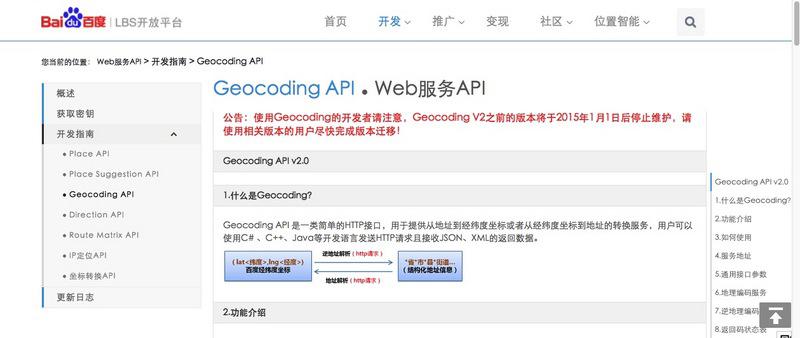 Bai du 百度 | LBS开放平台
首页 开发 推广 变现 社区 位置智能
您当前的位置： Web服务API > 开发指南 > Geocoding API
概述
获取密钥
开发指南
• Place API
• Place Suggestion API
• Geocoding API
• Direction API
• Route Matrix API
• IP定位API
• 坐标转换API
更新日志
Geocoding API • Web服务API
公告：使用Geocoding的开发者请注意，Geocoding V2之前的版本将于2015年1月1日后停止维护，请
使用相关版本的用户尽快完成版本迁移！
Geocoding API v2.0
1.什么是Geocoding?
Geocoding API 是一类简单的HTTP接口，用于提供从地址到经纬度坐标或者从经纬度坐标到地址的转换服务，用户可以
使用C# 、C++、Java等开发语言发送HTTP请求且接收JSON、XML的返回数据。
（lat<纬度>,lng<经度>）
百度经纬度坐标
逆地址解析（http请求）
地址解析（http请求）
“省”市“县”街道...
（结构化地址信息）
2.功能介绍
Geocoding API v2.0
1.什么是Geocoding?
2.功能介绍
3.如何使用
4.服务地址
5.通用接口参数
6.地理编码服务
7.逆地理编码
8.返回码状态表